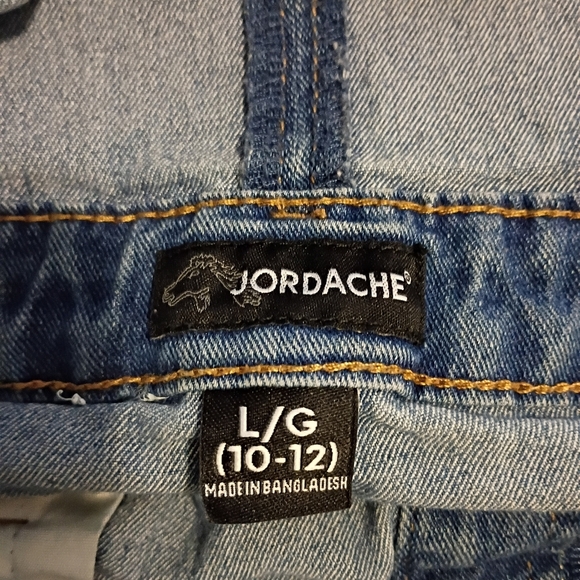 JORDACHE®
L/G
(10-12)
MADE IN BANGLADESH